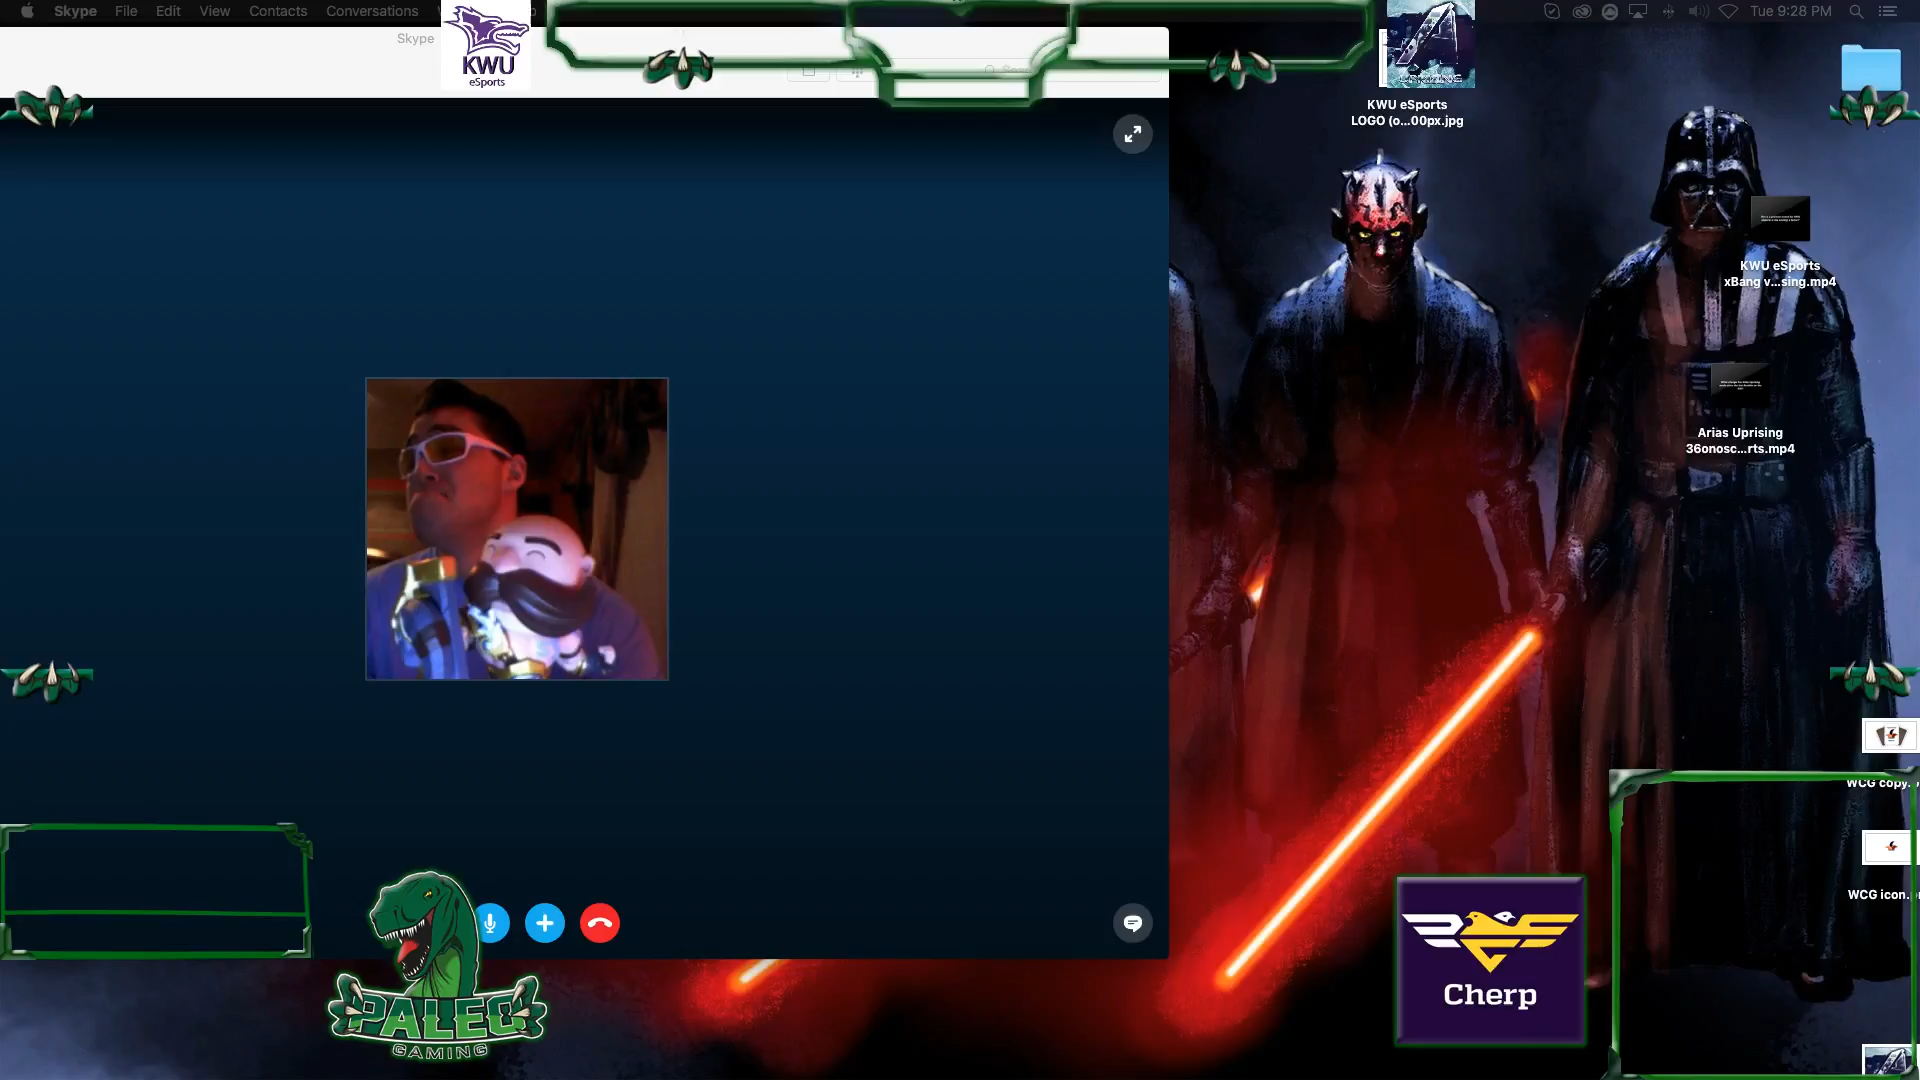 Skype File Edit View Contacts Conversations
Tue 9:28 PM
Skype
KWU
eSports
UPRISING
KWU eSports
LOGO (o...00px.jpg
KWU eSports
xBang v...sing.mp4
Arias Uprising
36onosc...rts.mp4
WCG copy.
WCG icon.
PALEO
GAMING
Cherp